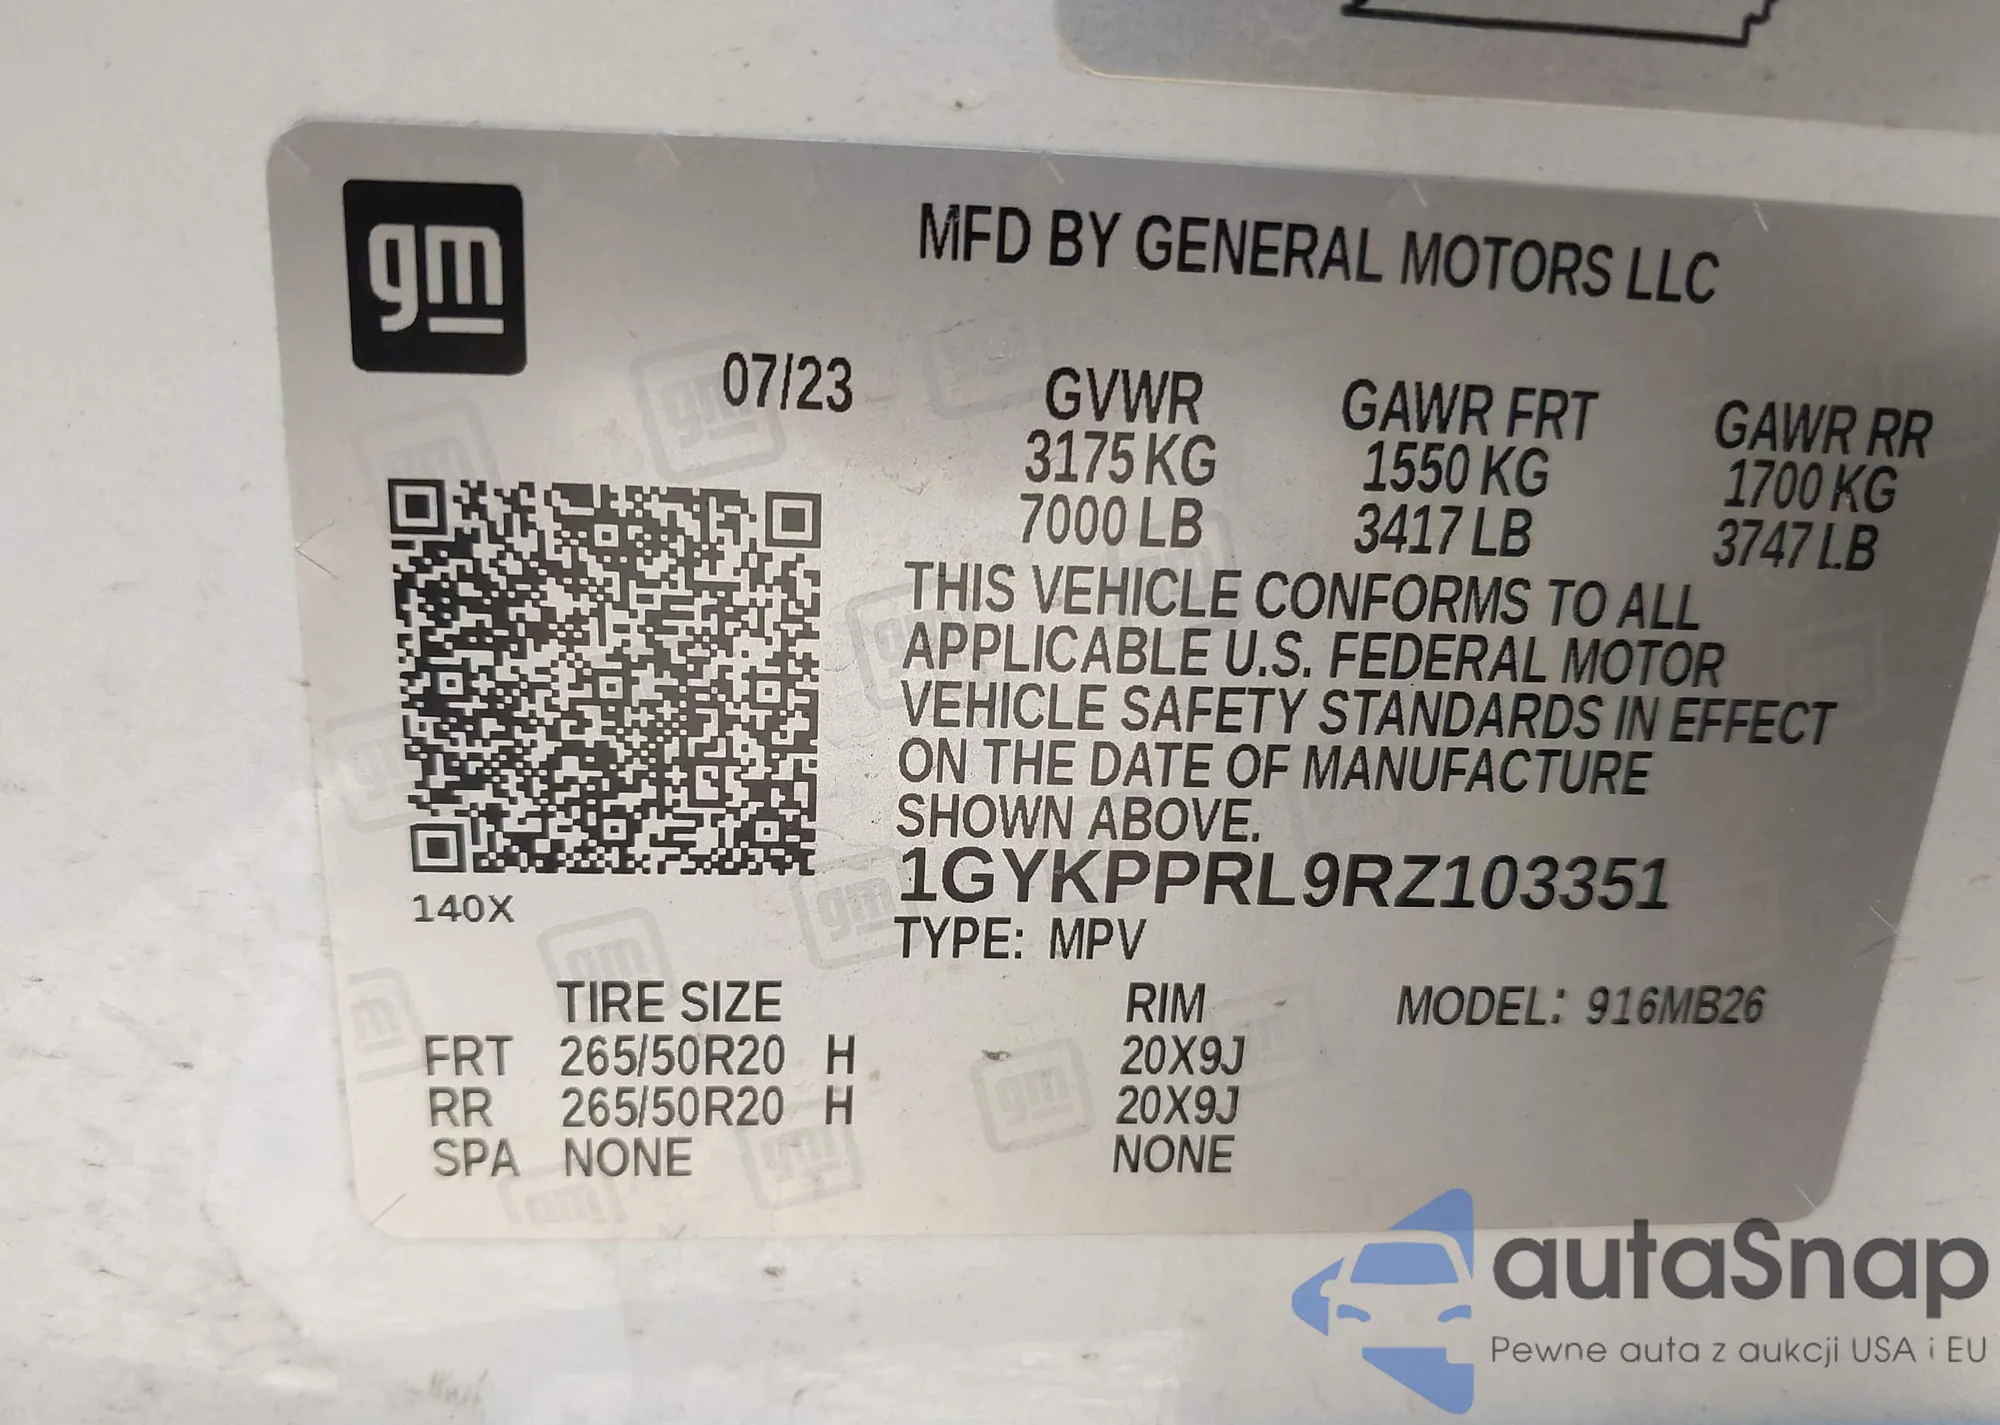 gm
MFD BY GENERAL MOTORS LLC
07/23
GVWR GAWR FRT GAWR RR
3175 KG 1550 KG 1700 KG
7000 LB 3417 LB 3747 LB
THIS VEHICLE CONFORMS TO ALL
APPLICABLE U.S. FEDERAL MOTOR
VEHICLE SAFETY STANDARDS IN EFFECT
ON THE DATE OF MANUFACTURE
SHOWN ABOVE.
1GYKPPRL9RZ103351
140X
TYPE: MPV
TIRE SIZE RIM MODEL: 916MB26
FRT 265/50R20 H 20X9J
RR 265/50R20 H 20X9J
SPA NONE NONE
autaSnap
Pewne auta z aukcji USA i EU